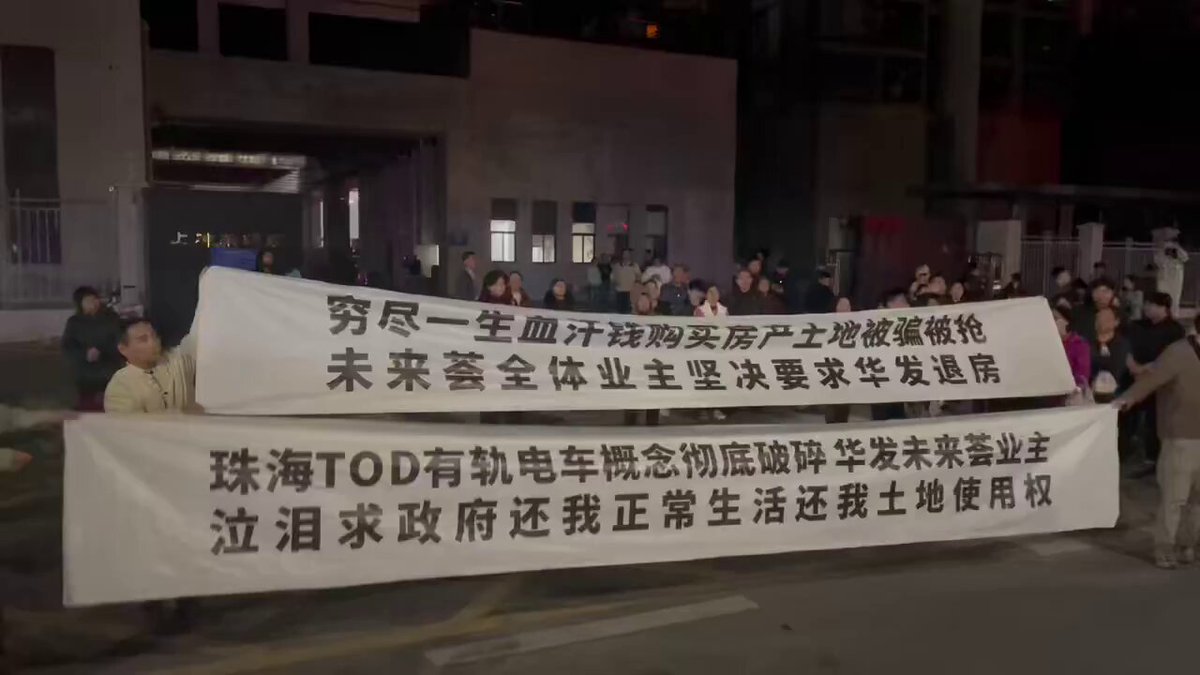 穷尽一生血汗钱购买房产土地被骗被抢
未来荟全体业主坚决要求华发退房
珠海TOD有轨电车概念彻底破碎 华发未来荟业主
泣泪求政府还我正常生活还我土地使用权